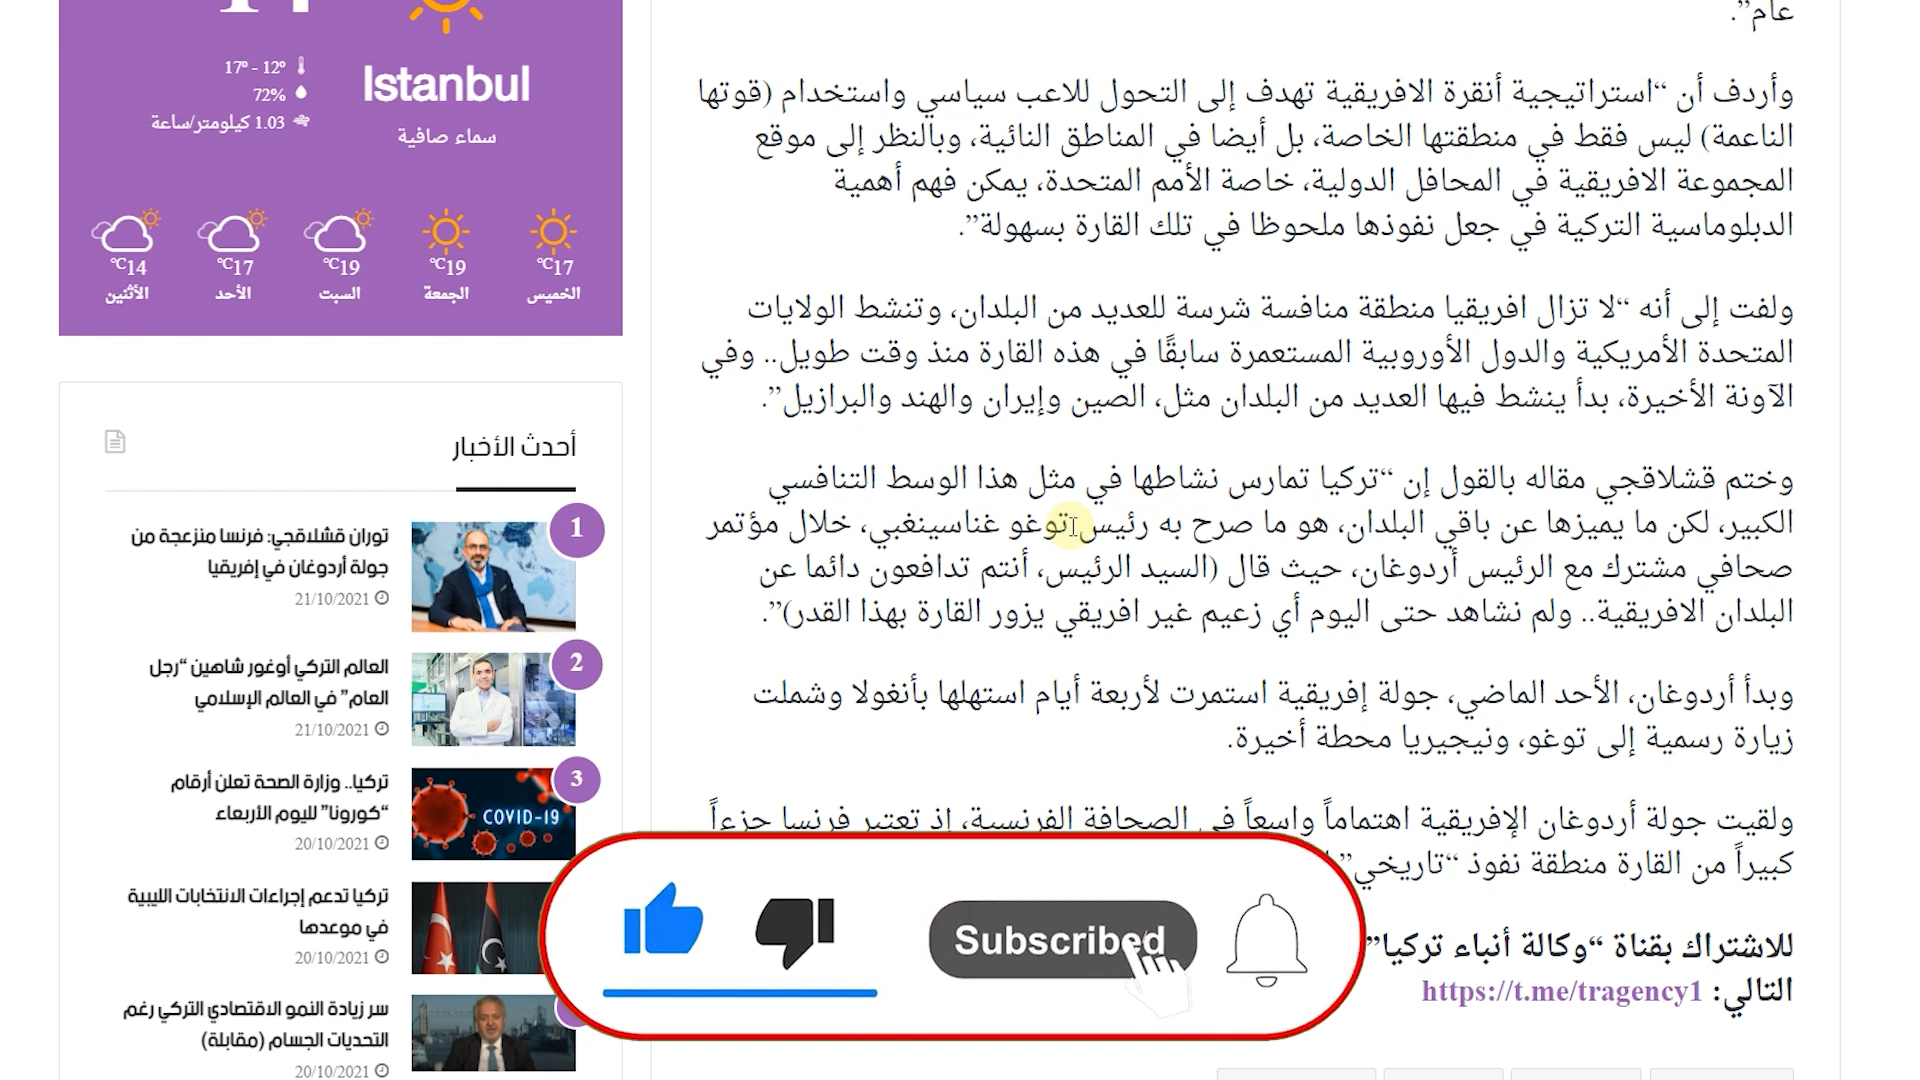 عام”.
وأردف أن “استراتيجية أنقرة الافريقية تهدف إلى التحول للاعب سياسي واستخدام (قوتها
الناعمة) ليس فقط في منطقتها الخاصة، بل أيضا في المناطق النائية، وبالنظر إلى موقع
المجموعة الافريقية في المحافل الدولية، خاصة الأمم المتحدة، يمكن فهم أهمية
الدبلوماسية التركية في جعل نفوذها ملحوظا في تلك القارة بسهولة”.
ولفت إلى أنه “لا تزال افريقيا منطقة منافسة شرسة للعديد من البلدان، وتنشط الولايات
المتحدة الأمريكية والدول الأوروبية المستعمرة سابقًا في هذه القارة منذ وقت طويل.. وفي
الآونة الأخيرة، بدأ ينشط فيها العديد من البلدان مثل، الصين وإيران والهند والبرازيل”.
وختم قشلاقجي مقاله بالقول إن “تركيا تمارس نشاطها في مثل هذا الوسط التنافسي
الكبير، لكن ما يميزها عن باقي البلدان، هو ما صرح به رئيس توغو غناسينغبي، خلال مؤتمر
صحافي مشترك مع الرئيس أردوغان، حيث قال (السيد الرئيس، أنتم تدافعون دائما عن
البلدان الافريقية.. ولم نشاهد حتى اليوم أي زعيم غير افريقي يزور القارة بهذا القدر)”.
وبدأ أردوغان، الأحد الماضي، جولة إفريقية استمرت لأربعة أيام استهلها بأنغولا وشملت
زيارة رسمية إلى توغو، ونيجيريا محطة أخيرة.
ولقيت جولة أردوغان الإفريقية اهتماماً واسعاً في الصحافة الفرنسية، إذ تعتبر فرنسا جزءاً
كبيراً من القارة منطقة نفوذ “تاريخي”
للاشتراك بقناة “وكالة أنباء تركيا”
التالي: https://t.me/tragency1
Istanbul
سماء صافية
17º - 12º
72%
1.03 كيلومتر/ساعة
℃17
الخميس
℃19
الجمعة
℃19
السبت
℃17
الأحد
℃14
الأثنين
أحدث الأخبار
1
توران قشلاقجي: فرنسا منزعجة من
جولة أردوغان في إفريقيا
21/10/2021
2
العالم التركي أوغور شاهين “رجل
العام” في العالم الإسلامي
21/10/2021
3
تركيا.. وزارة الصحة تعلن أرقام
“كورونا” لليوم الأربعاء
20/10/2021
COVID-19
تركيا تدعم إجراءات الانتخابات الليبية
في موعدها
20/10/2021
سر زيادة النمو الاقتصادي التركي رغم
التحديات الجسام (مقابلة)
20/10/2021
Subscribed